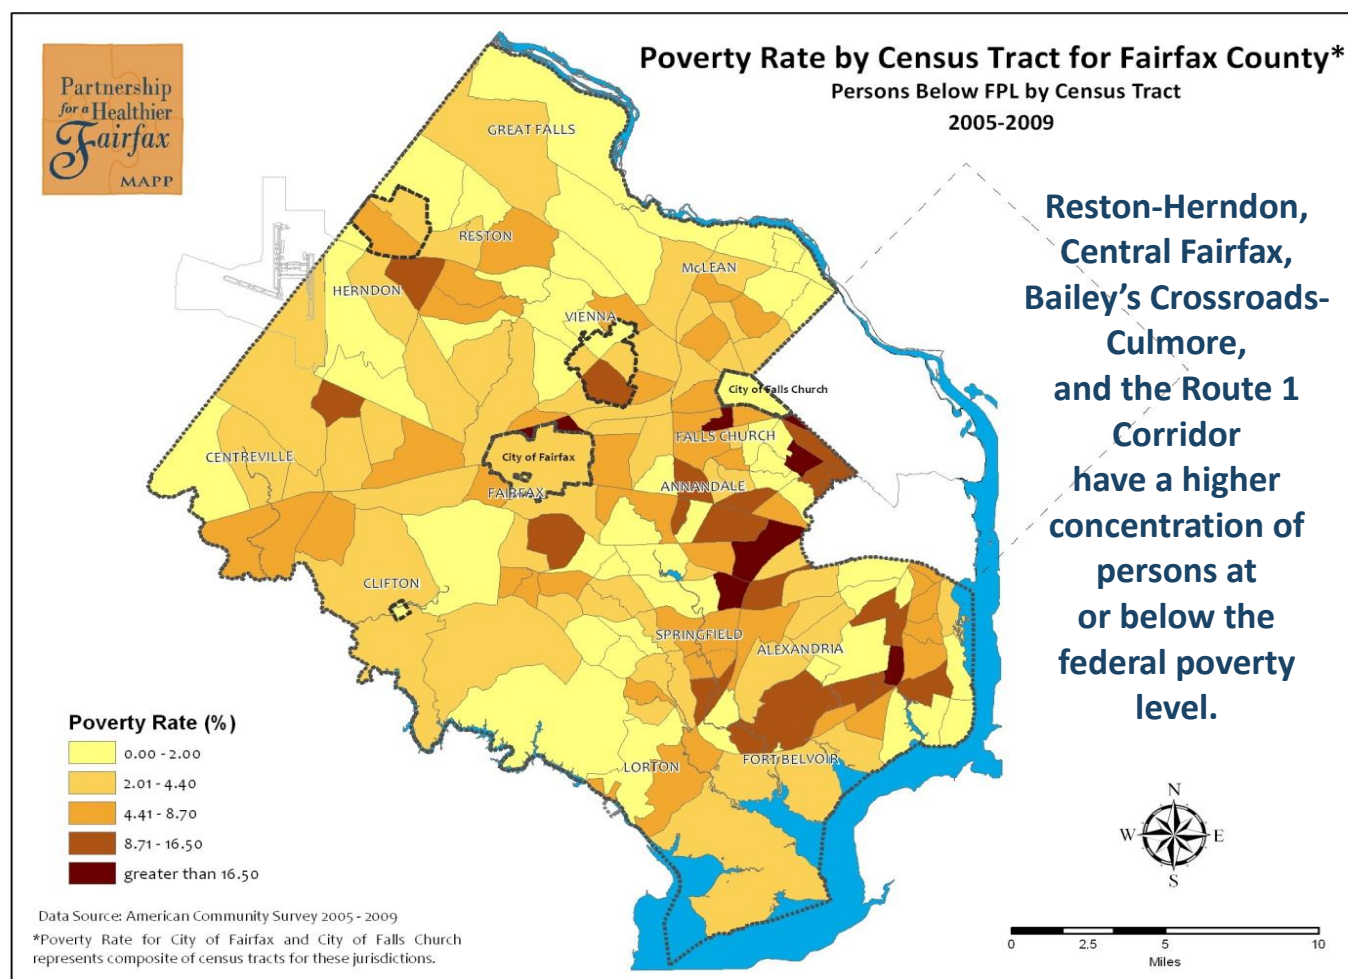 Partnership
for a Healthier
Fairfax
MAPP
Poverty Rate by Census Tract for Fairfax County*
Persons Below FPL by Census Tract
2005-2009
Reston-Herndon,
Central Fairfax,
Bailey’s Crossroads-
Culmore,
and the Route 1
Corridor
have a higher
concentration of
persons at
or below the
federal poverty
level.
GREAT FALLS
RESTON
McLEAN
HERNDON
VIENNA
City of Falls Church
FALLS CHURCH
CENTREVILLE
City of Fairfax
FAIRFAX
ANNANDALE
CLIFTON
SPRINGFIELD
ALEXANDRIA
LORTON
FORT BELVOIR
Poverty Rate (%)
0.00 - 2.00
2.01 - 4.40
4.41 - 8.70
8.71 - 16.50
greater than 16.50
Data Source: American Community Survey 2005 - 2009
*Poverty Rate for City of Fairfax and City of Falls Church
represents composite of census tracts for these jurisdictions.
N
W E
S
0 2.5 5 10
Miles